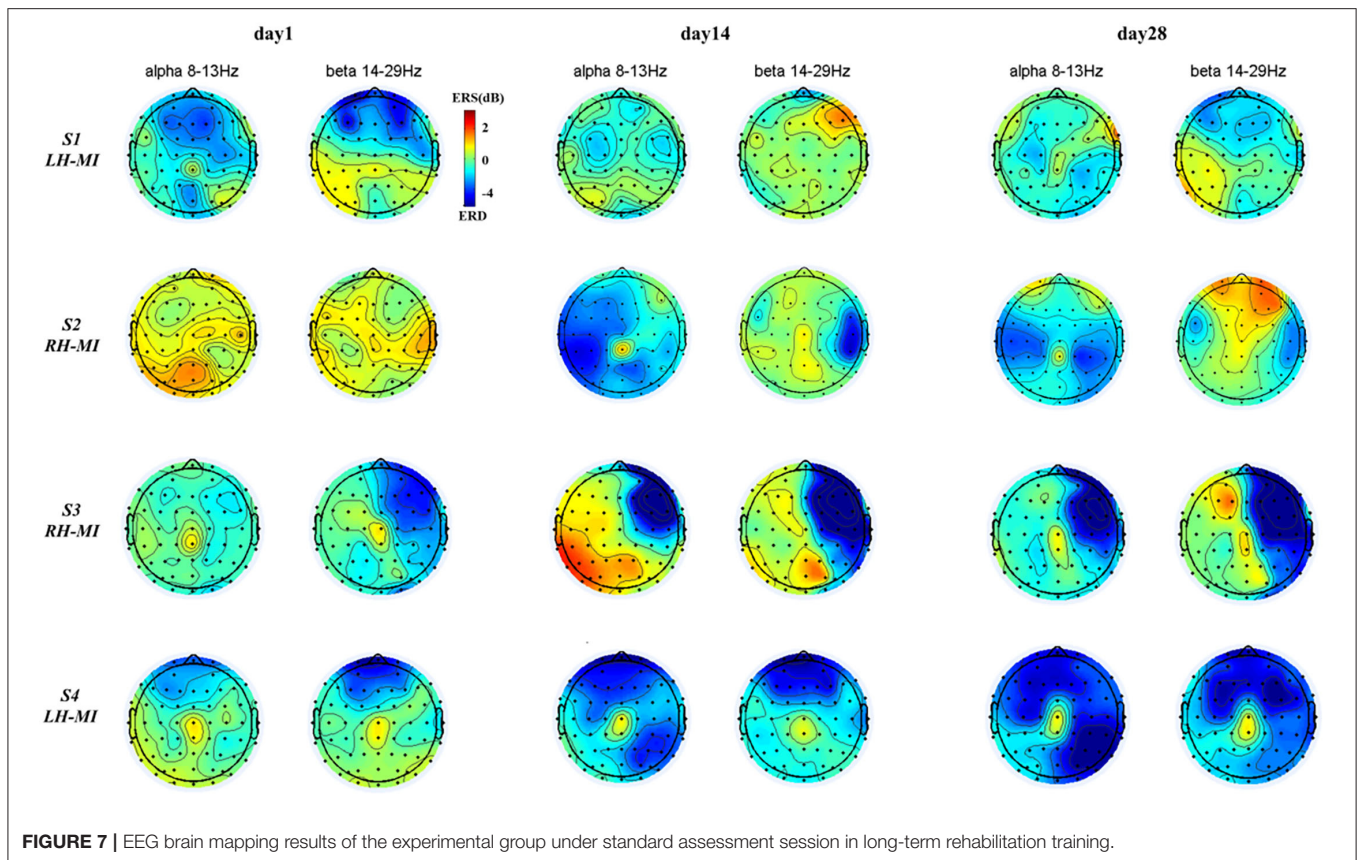 day1 day14 day28
alpha 8-13Hz beta 14-29Hz alpha 8-13Hz beta 14-29Hz alpha 8-13Hz beta 14-29Hz
ERS(dB)
2
0
-4
ERD
S1
LH-MI
S2
RH-MI
S3
RH-MI
S4
LH-MI
FIGURE 7 | EEG brain mapping results of the experimental group under standard assessment session in long-term rehabilitation training.